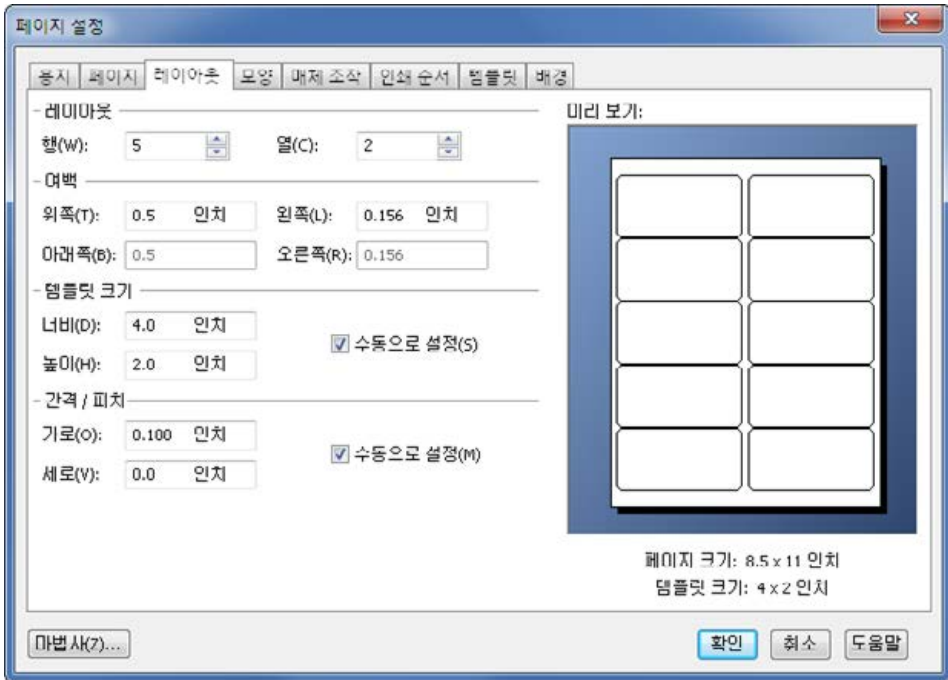 페이지 설정
용지 페이지 레이아웃 모양 매체 조작 인쇄 순서 템플릿 배경
레이아웃
행(W): 5 열(C): 2
여백
위쪽(T): 0.5 인치 왼쪽(L): 0.156 인치
아래쪽(B): 0.5 오른쪽(R): 0.156
템플릿 크기
너비(D): 4.0 인치
수동으로 설정(S)
높이(H): 2.0 인치
간격 / 피치
가로(O): 0.100 인치
수동으로 설정(M)
세로(V): 0.0 인치
미리 보기:
페이지 크기: 8.5 x 11 인치
템플릿 크기: 4 x 2 인치
마법사(Z)...
확인 취소 도움말